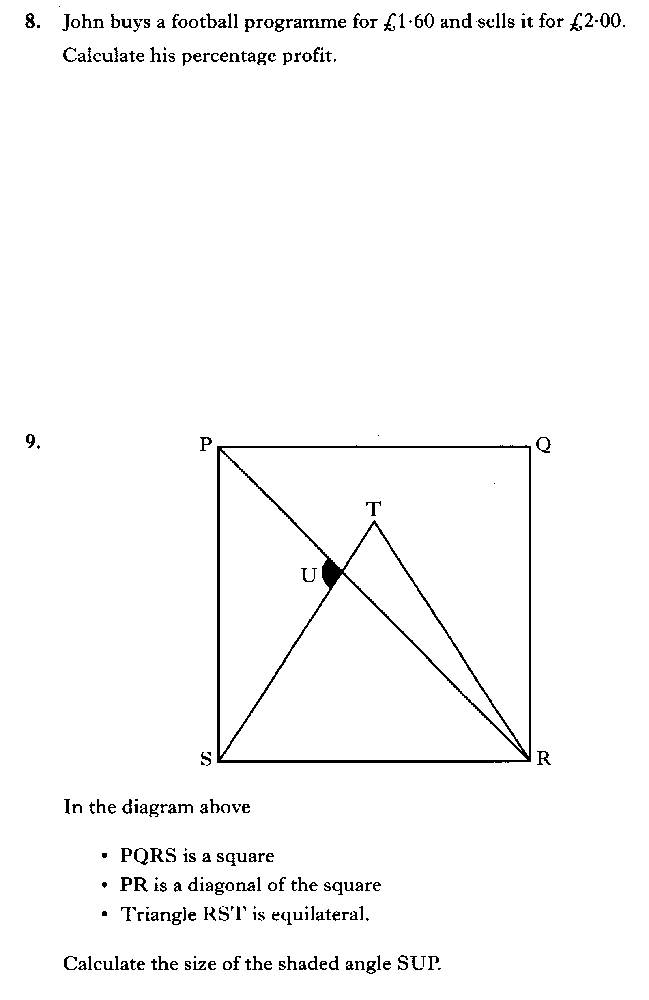 8. John buys a football programme for £1·60 and sells it for £2·00.
Calculate his percentage profit.
9.
P
Q
T
U
S
R
In the diagram above
• PQRS is a square
• PR is a diagonal of the square
• Triangle RST is equilateral.
Calculate the size of the shaded angle SUP.